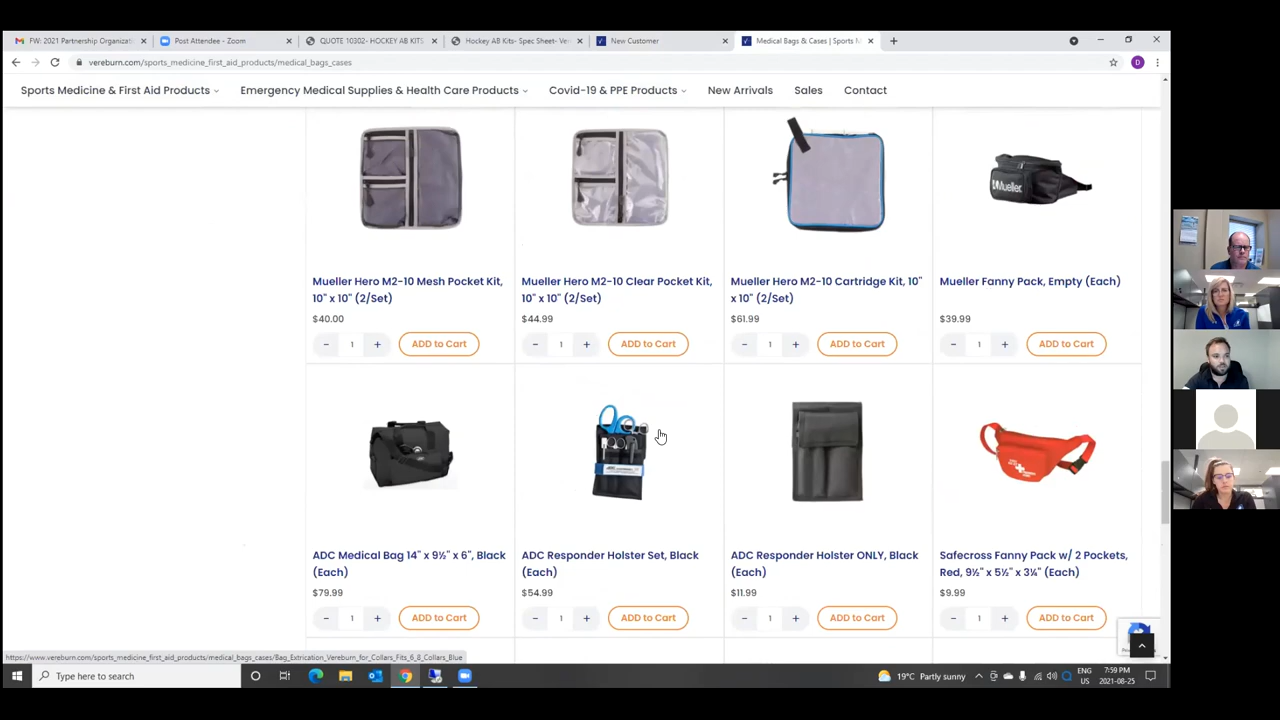 FW: 2021 Partnership Organizat
Post Attendee - Zoom
QUOTE 10302- HOCKEY AB KITS
Hockey AB Kits- Spec Sheet- Ver
New Customer
Medical Bags & Cases | Sports M
vereburn.com/sports_medicine_first_aid_products/medical_bags_cases
D
Sports Medicine & First Aid Products
Emergency Medical Supplies & Health Care Products
Covid-19 & PPE Products
New Arrivals
Sales
Contact
Mueller
Mueller Hero M2-10 Mesh Pocket Kit,
10" x 10" (2/Set)
$40.00
- 1 + ADD to Cart
Mueller Hero M2-10 Clear Pocket Kit,
10" x 10" (2/Set)
$44.99
- 1 + ADD to Cart
Mueller Hero M2-10 Cartridge Kit, 10"
x 10" (2/Set)
$61.99
- 1 + ADD to Cart
Mueller Fanny Pack, Empty (Each)
$39.99
- 1 + ADD to Cart
ADC Medical Bag 14" x 9½" x 6", Black
(Each)
$79.99
- 1 + ADD to Cart
ADC Responder Holster Set, Black
(Each)
$54.99
- 1 + ADD to Cart
ADC Responder Holster ONLY, Black
(Each)
$11.99
- 1 + ADD to Cart
Safecross Fanny Pack w/ 2 Pockets,
Red, 9½" x 5½" x 3¼" (Each)
$9.99
- 1 + ADD to Cart
https://www.vereburn.com/sports_medicine_first_aid_products/medical_bags_cases/Bag_Extrication_Vereburn_for_Collars_Fits_6_8_Collars_Blue
Type here to search
19°C Partly sunny
ENG
US
7:59 PM
2021-08-25